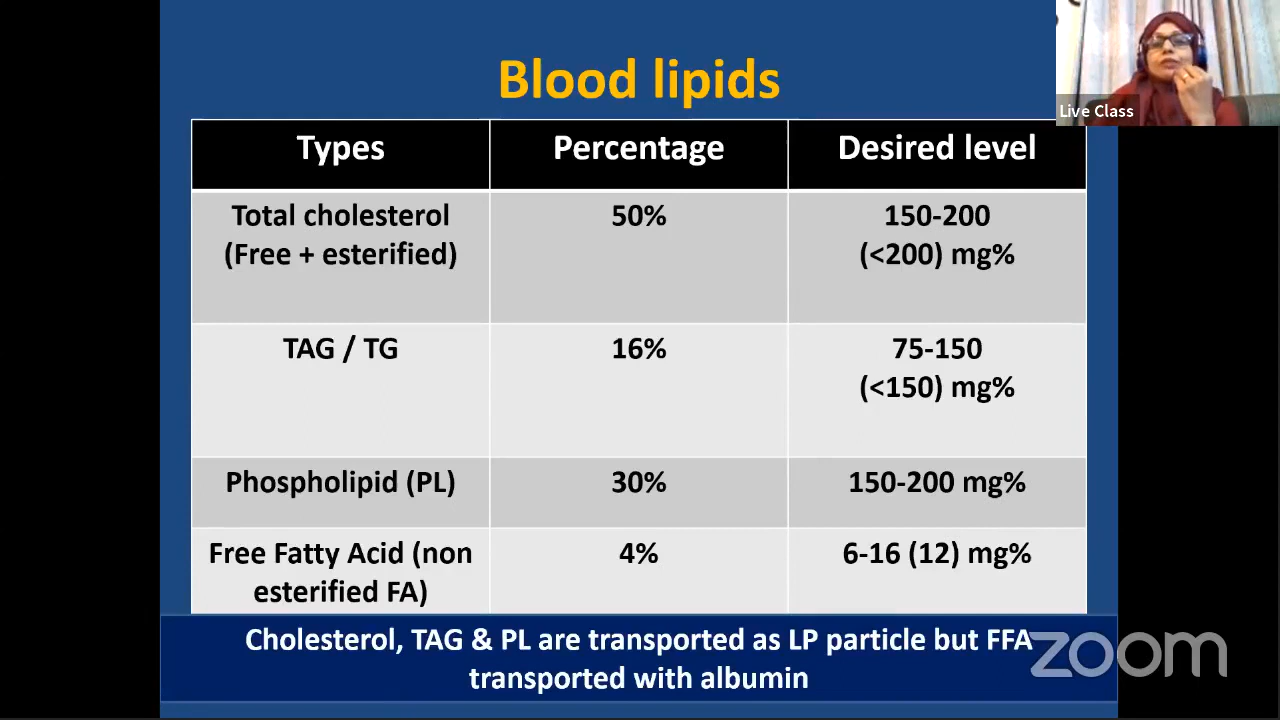 Blood lipids
Live Class
Types Percentage Desired level
Total cholesterol 50% 150-200
(Free + esterified) (<200) mg%
TAG / TG 16% 75-150
(<150) mg%
Phospholipid (PL) 30% 150-200 mg%
Free Fatty Acid (non 4% 6-16 (12) mg%
esterified FA)
Cholesterol, TAG & PL are transported as LP particle but FFA
transported with albumin
zoom